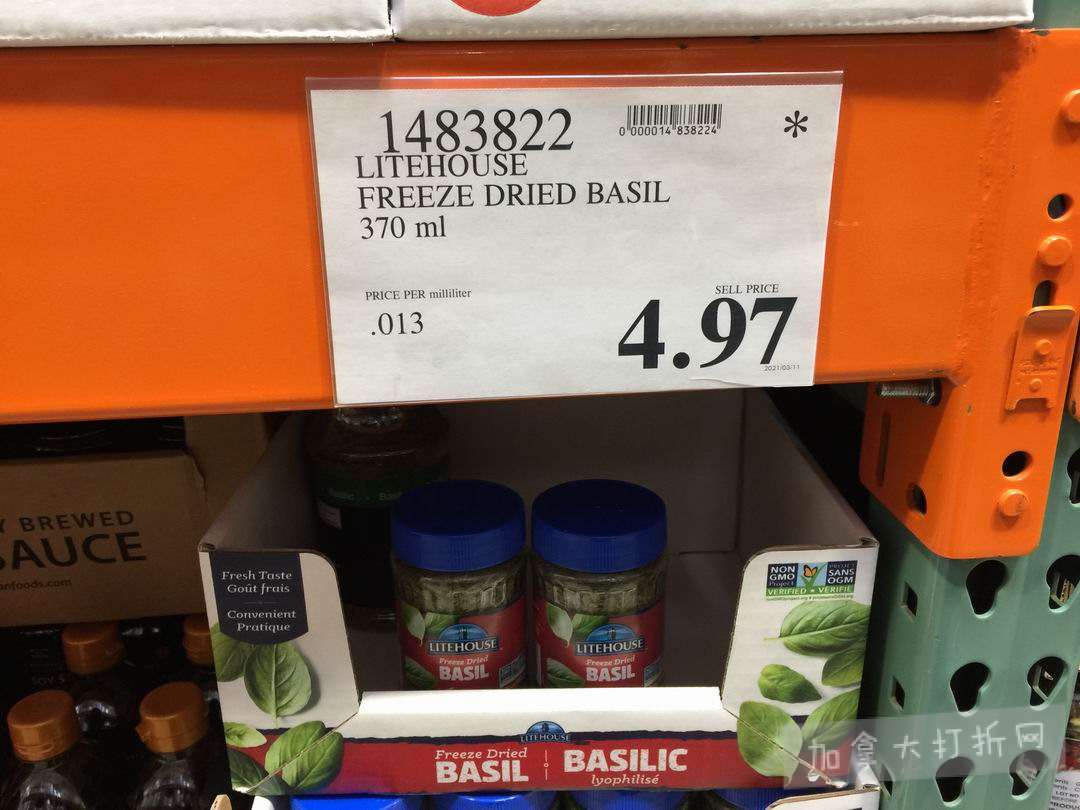 1483822
0 000014 838224
*
LITEHOUSE
FREEZE DRIED BASIL
370 ml
PRICE PER milliliter
.013
SELL PRICE
4.97
2021/03/11
BREWED
SAUCE
Fresh Taste
Goût frais
Convenient
Pratique
NON
GMO
Project
PROJET
SANS
OGM
VERIFIED • VÉRIFIÉ
LITEHOUSE
Freeze Dried
BASIL
LITEHOUSE
Freeze Dried
BASIL
SOY
LITEHOUSE
Freeze Dried
BASIL
BASILIC
lyophilisé
加拿大打折网